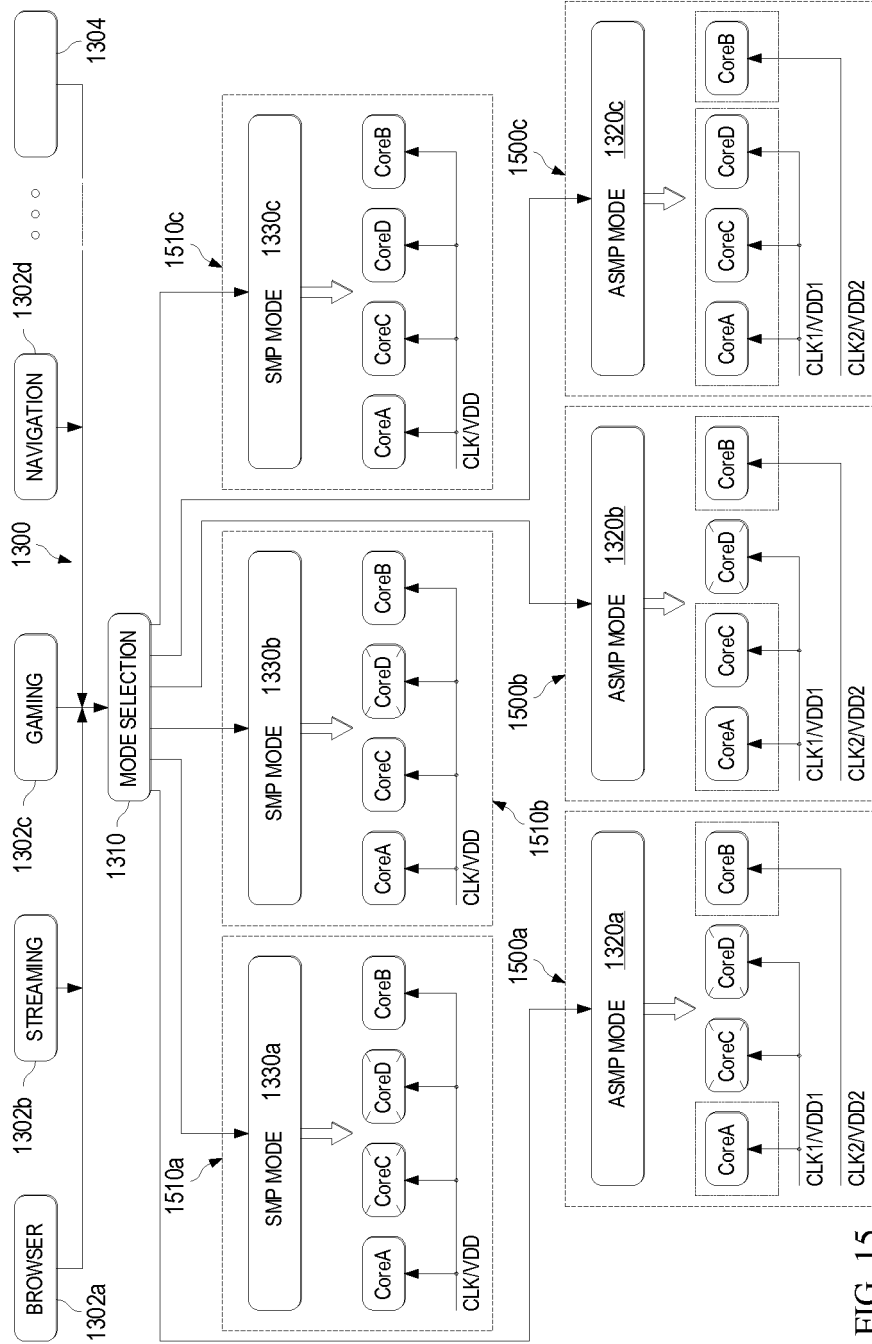 BROWSER
1302a
STREAMING
1302b
GAMING
1302c
1300
NAVIGATION
1302d
1304
MODE SELECTION
1310
1510a
SMP MODE 1330a
CoreA CoreC CoreD CoreB
CLK/VDD
SMP MODE 1330b
CoreA CoreC CoreD CoreB
CLK/VDD
1510b
1510c
SMP MODE 1330c
CoreA CoreC CoreD CoreB
CLK/VDD
1500a
ASMP MODE 1320a
CoreA CoreC CoreD CoreB
CLK1/VDD1
CLK2/VDD2
1500b
ASMP MODE 1320b
CoreA CoreC CoreD CoreB
CLK1/VDD1
CLK2/VDD2
1500c
ASMP MODE 1320c
CoreA CoreC CoreD CoreB
CLK1/VDD1
CLK2/VDD2
FIG. 15